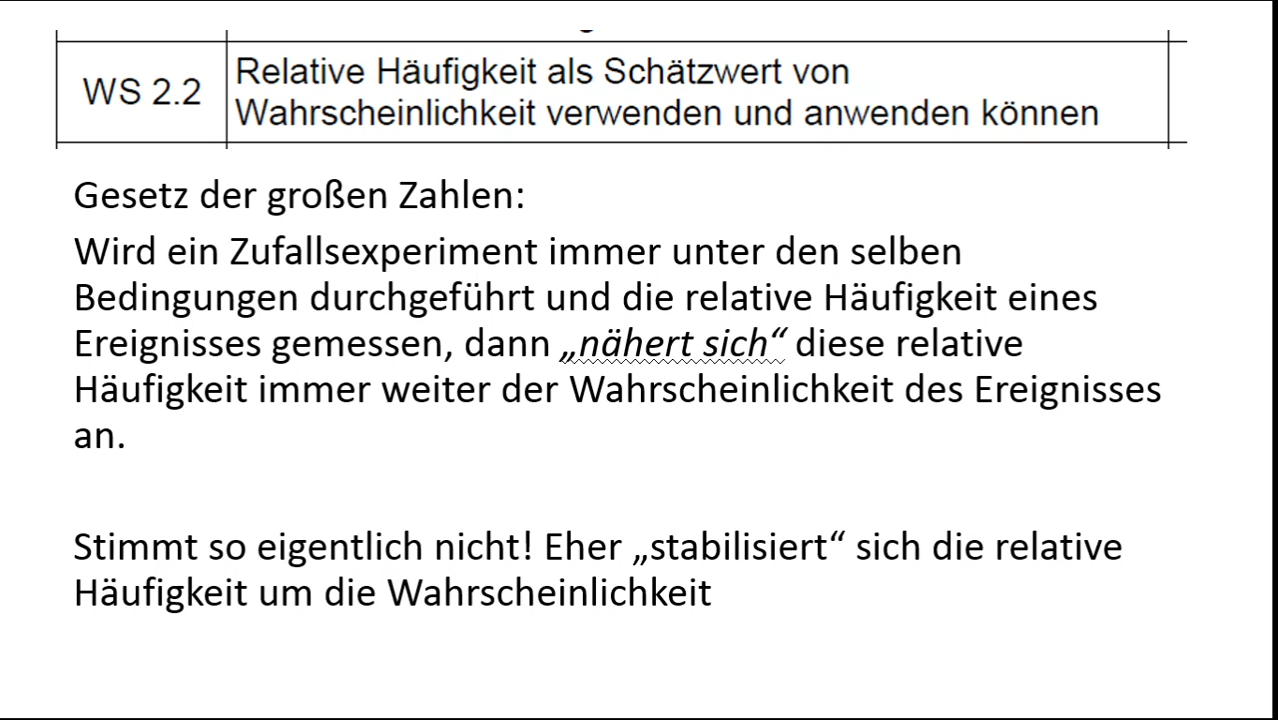 WS 2.2
Relative Häufigkeit als Schätzwert von
Wahrscheinlichkeit verwenden und anwenden können
Gesetz der großen Zahlen:
Wird ein Zufallsexperiment immer unter den selben
Bedingungen durchgeführt und die relative Häufigkeit eines
Ereignisses gemessen, dann „nähert sich“ diese relative
Häufigkeit immer weiter der Wahrscheinlichkeit des Ereignisses
an.
Stimmt so eigentlich nicht! Eher „stabilisiert“ sich die relative
Häufigkeit um die Wahrscheinlichkeit